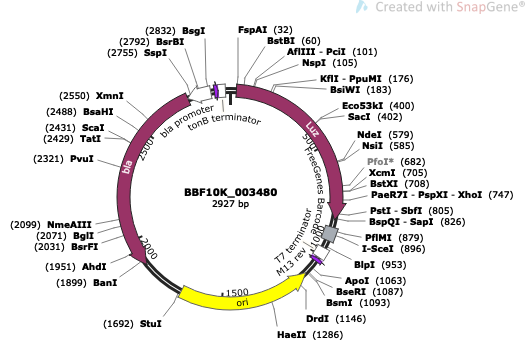 Created with SnapGene®
(2832) BsgI
(2792) BsrBI
(2755) SspI
(2550) XmnI
(2488) BsaHI
(2431) ScaI
(2429) TatI
(2321) PvuI
(2099) NmeAIII
(2071) BglI
(2031) BsrFI
(1951) AhdI
(1899) BanI
(1692) StuI
FspAI (32)
BstBI (60)
AflIII - PciI (101)
NspI (105)
KflI - PpuMI (176)
BsiWI (183)
Eco53kI (400)
SacI (402)
NdeI (579)
NsiI (585)
PfoI* (682)
XcmI (705)
BstXI (708)
PaeR7I - PspXI - XhoI (747)
PstI - SbfI (805)
BspQI - SapI (826)
PflMI (879)
I-SceI (896)
BlpI (953)
ApoI (1063)
BseRI (1087)
BsmI (1093)
DrdI (1146)
HaeII (1286)
bla promoter
tonB terminator
Luz
FreeGenes Barcode
T7 terminator
M13 rev
ori
bla
500
1000
1500
2000
2500
BBF10K_003480
2927 bp